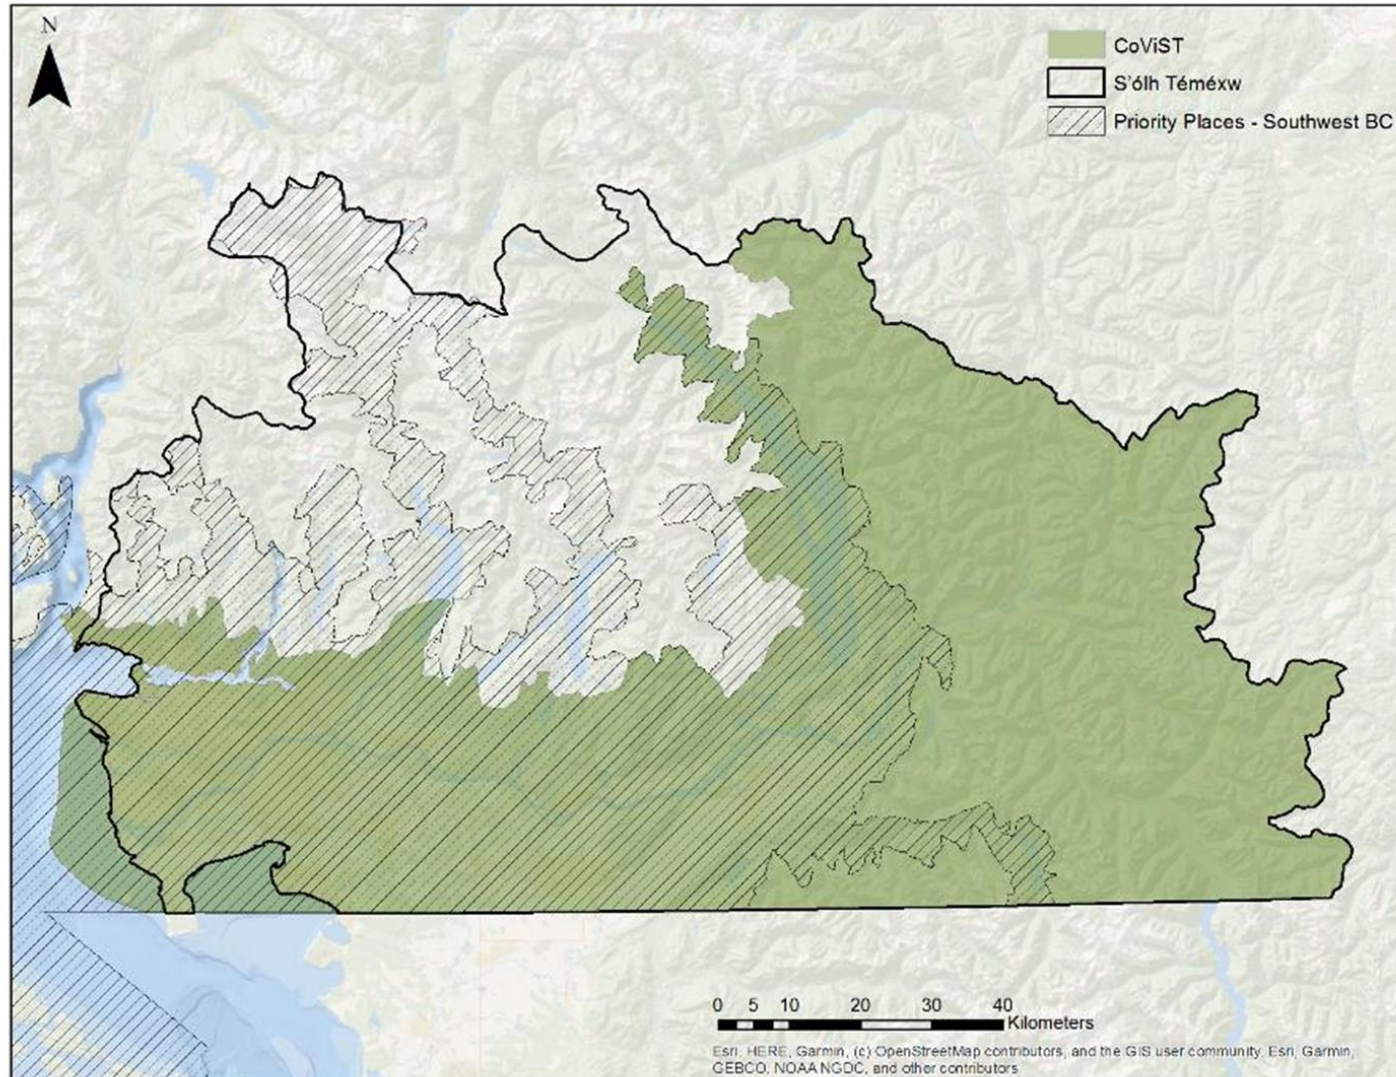 N
CoViST
S'ólh Téméxw
Priority Places - Southwest BC
0 5 10 20 30 40
Kilometers
Esri, HERE, Garmin, (c) OpenStreetMap contributors, and the GIS user community, Esri, Garmin,
GEBCO, NOAA NGDC, and other contributors